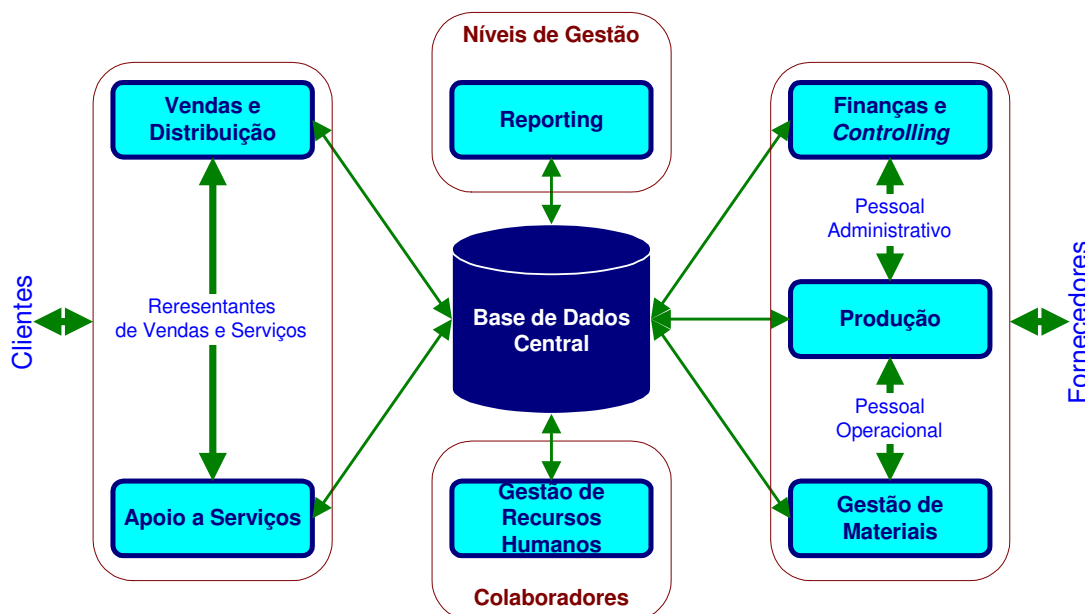 Níveis de Gestão
Vendas e
Distribuição
Reporting
Finanças e
Controlling
Pessoal
Administrativo
Clientes
Reresentantes
de Vendas e Serviços
Base de Dados
Central
Produção
Fornecedores
Pessoal
Operacional
Apoio a Serviços
Gestão de
Recursos
Humanos
Gestão de
Materiais
Colaboradores